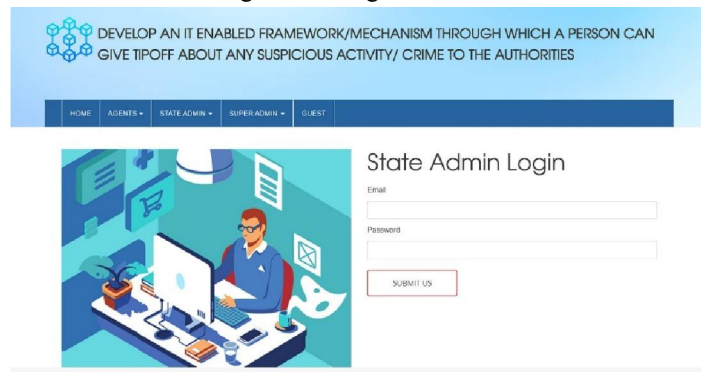 DEVELOP AN IT ENABLED FRAMEWORK/MECHANISM THROUGH WHICH A PERSON CAN
GIVE TIPOFF ABOUT ANY SUSPICIOUS ACTIVITY/ CRIME TO THE AUTHORITIES
HOME AGENTS STATE ADMIN SUPER ADMIN GUEST
State Admin Login
Email
Password
SUBMIT US